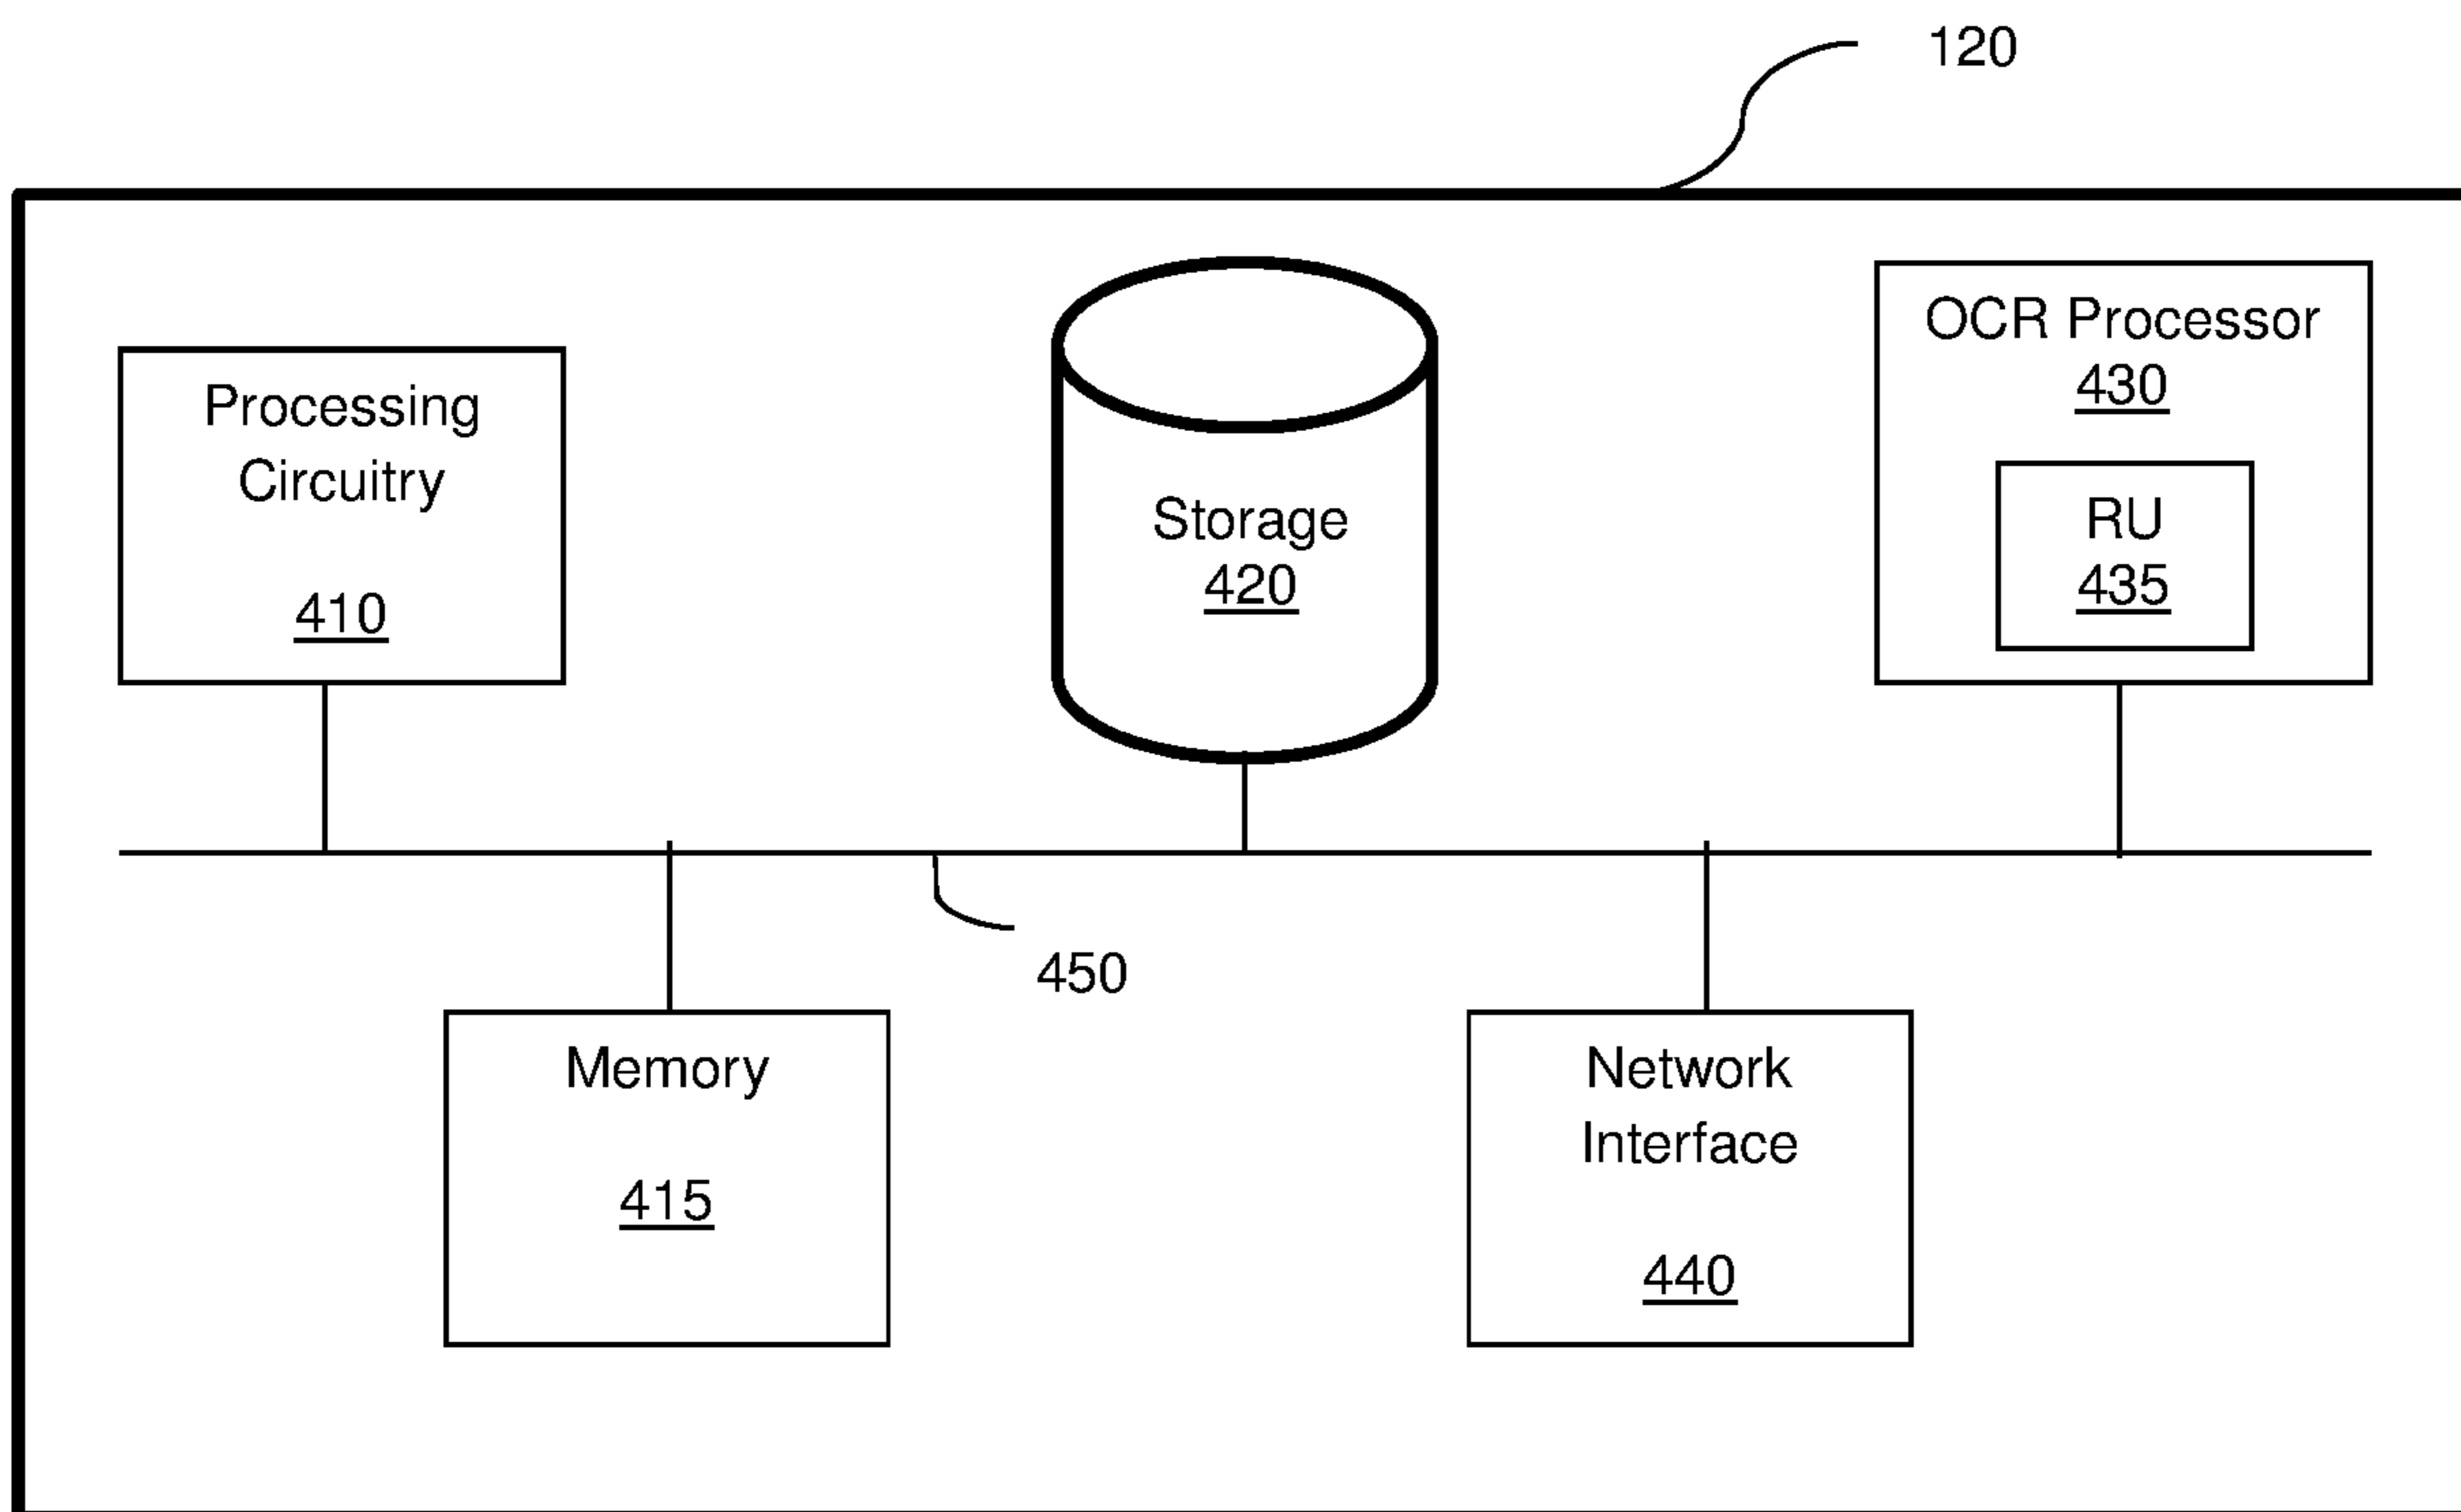 120
Processing
Circuitry
410
Storage
420
OCR Processor
430
RU
435
450
Memory
415
Network
Interface
440